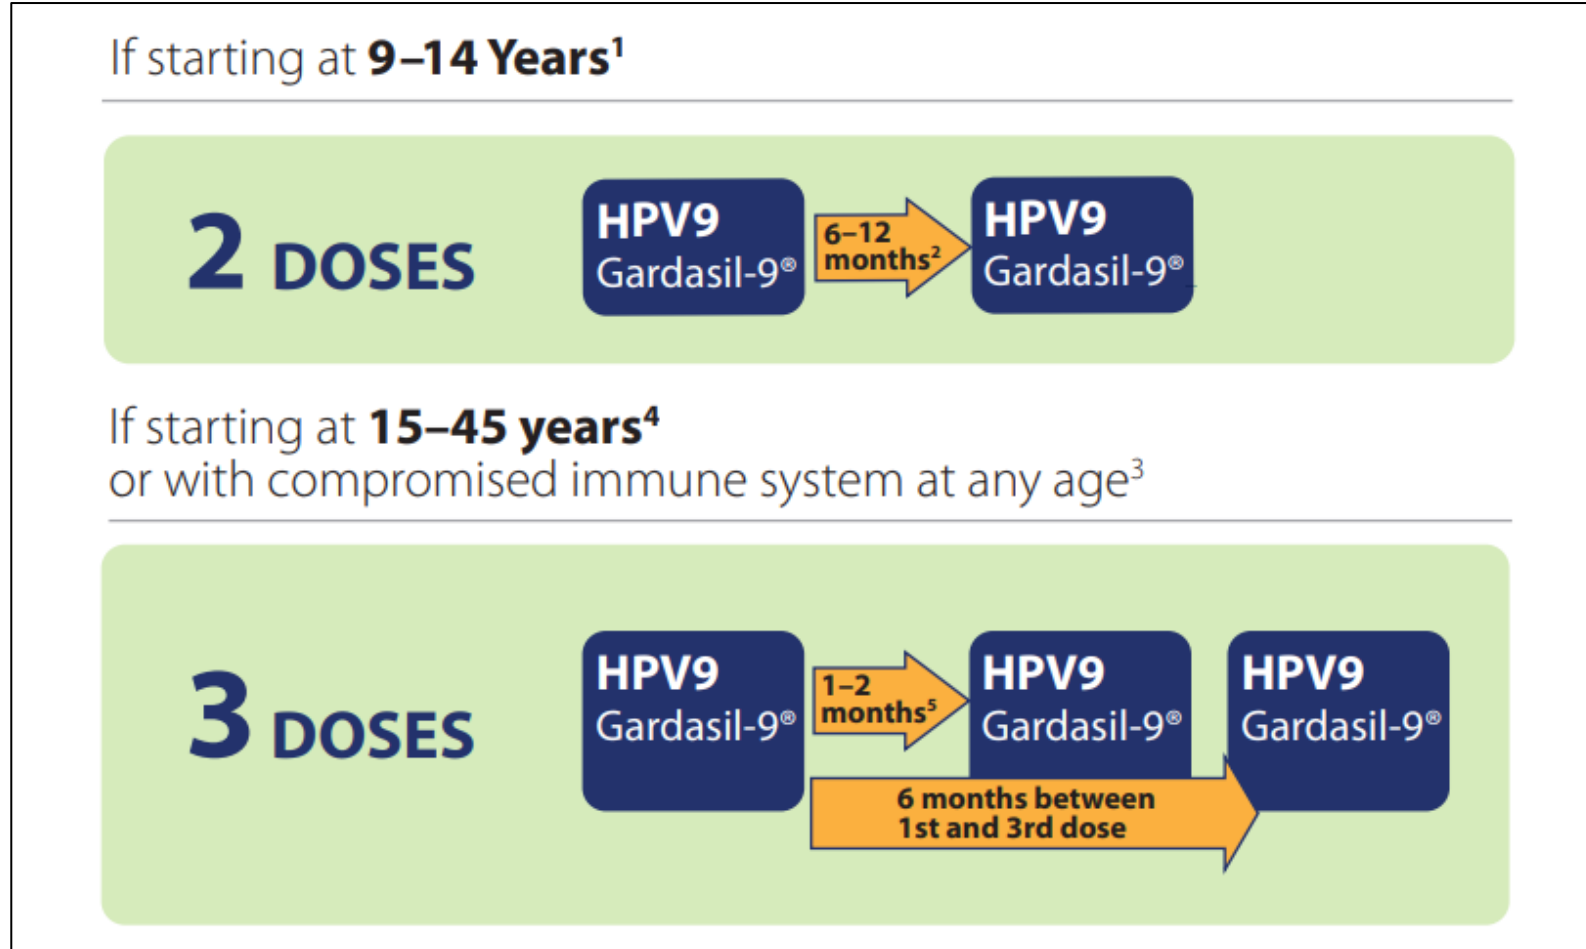 If starting at 9–14 Years¹
2 DOSES
HPV9
Gardasil-9®
6–12
months²
HPV9
Gardasil-9®
If starting at 15–45 years⁴
or with compromised immune system at any age³
3 DOSES
HPV9
Gardasil-9®
1–2
months⁵
HPV9
Gardasil-9®
HPV9
Gardasil-9®
6 months between
1st and 3rd dose